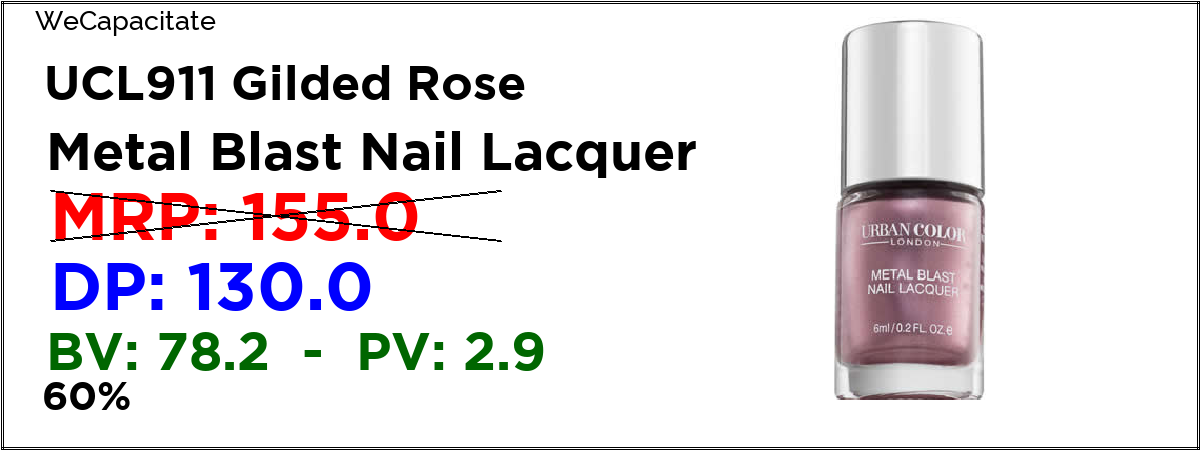 WeCapacitate
UCL911 Gilded Rose
Metal Blast Nail Lacquer
MRP: 155.0
DP: 130.0
BV: 78.2 - PV: 2.9
60%
URBAN COLOR
LONDON
METAL BLAST
NAIL LACQUER
6ml/0.2 FL. OZ.e